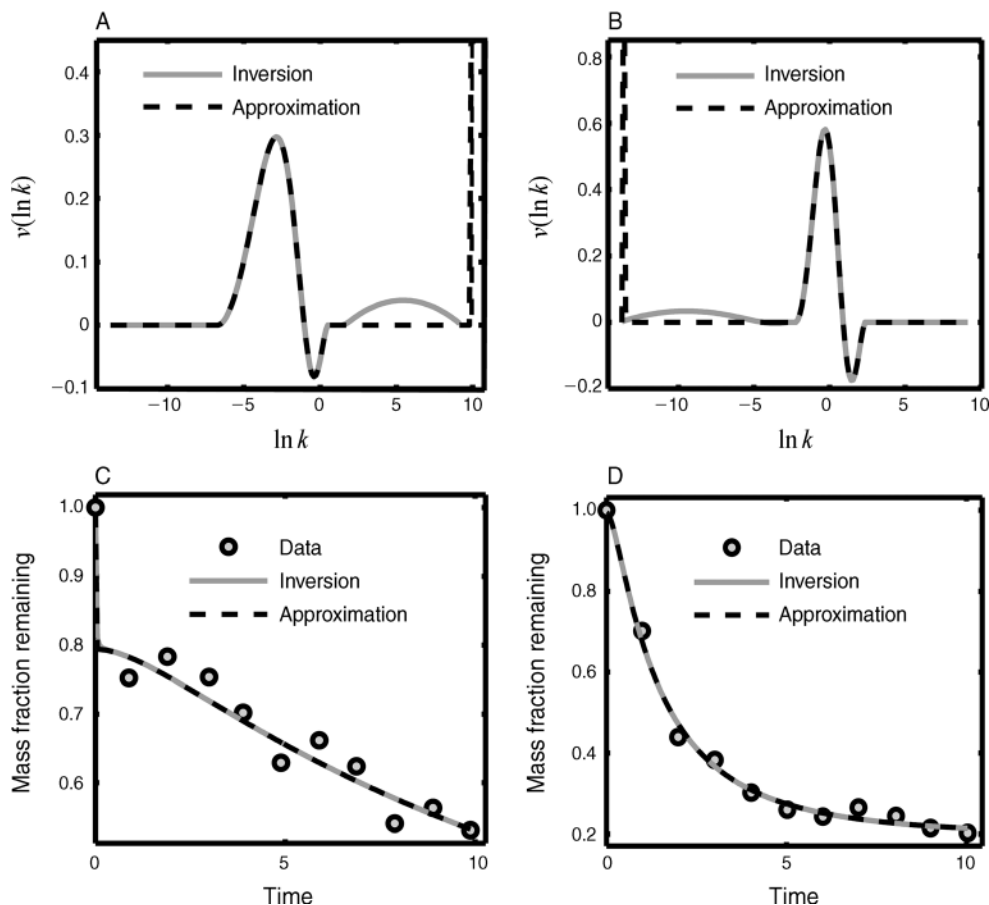 A
0.4
0.3
0.2
0.1
0
−0.1
−10
−5
0
5
10
ν(ln k)
ln k
Inversion
Approximation
B
0.8
0.6
0.4
0.2
0
−0.2
−10
−5
0
5
10
ν(ln k)
ln k
Inversion
Approximation
C
1.0
0.9
0.8
0.7
0.6
0
5
10
Mass fraction remaining
Time
Data
Inversion
Approximation
D
1.0
0.8
0.6
0.4
0.2
0
5
10
Mass fraction remaining
Time
Data
Inversion
Approximation